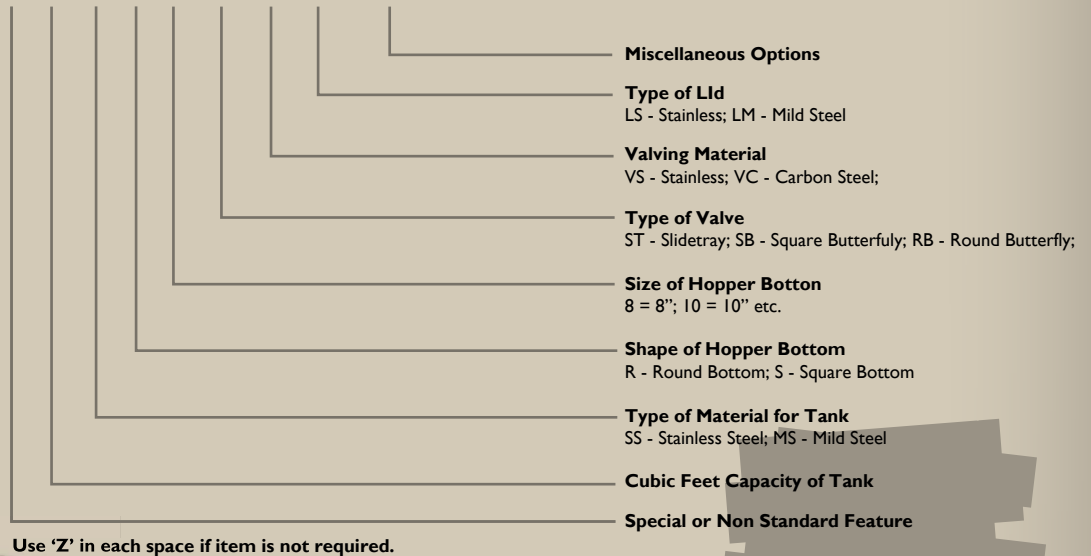 Miscellaneous Options
Type of LId
LS - Stainless; LM - Mild Steel
Valving Material
VS - Stainless; VC - Carbon Steel;
Type of Valve
ST - Slidetray; SB - Square Butterfuly; RB - Round Butterfly;
Size of Hopper Botton
8 = 8”; 10 = 10” etc.
Shape of Hopper Bottom
R - Round Bottom; S - Square Bottom
Type of Material for Tank
SS - Stainless Steel; MS - Mild Steel
Cubic Feet Capacity of Tank
Special or Non Standard Feature
Use ‘Z’ in each space if item is not required.